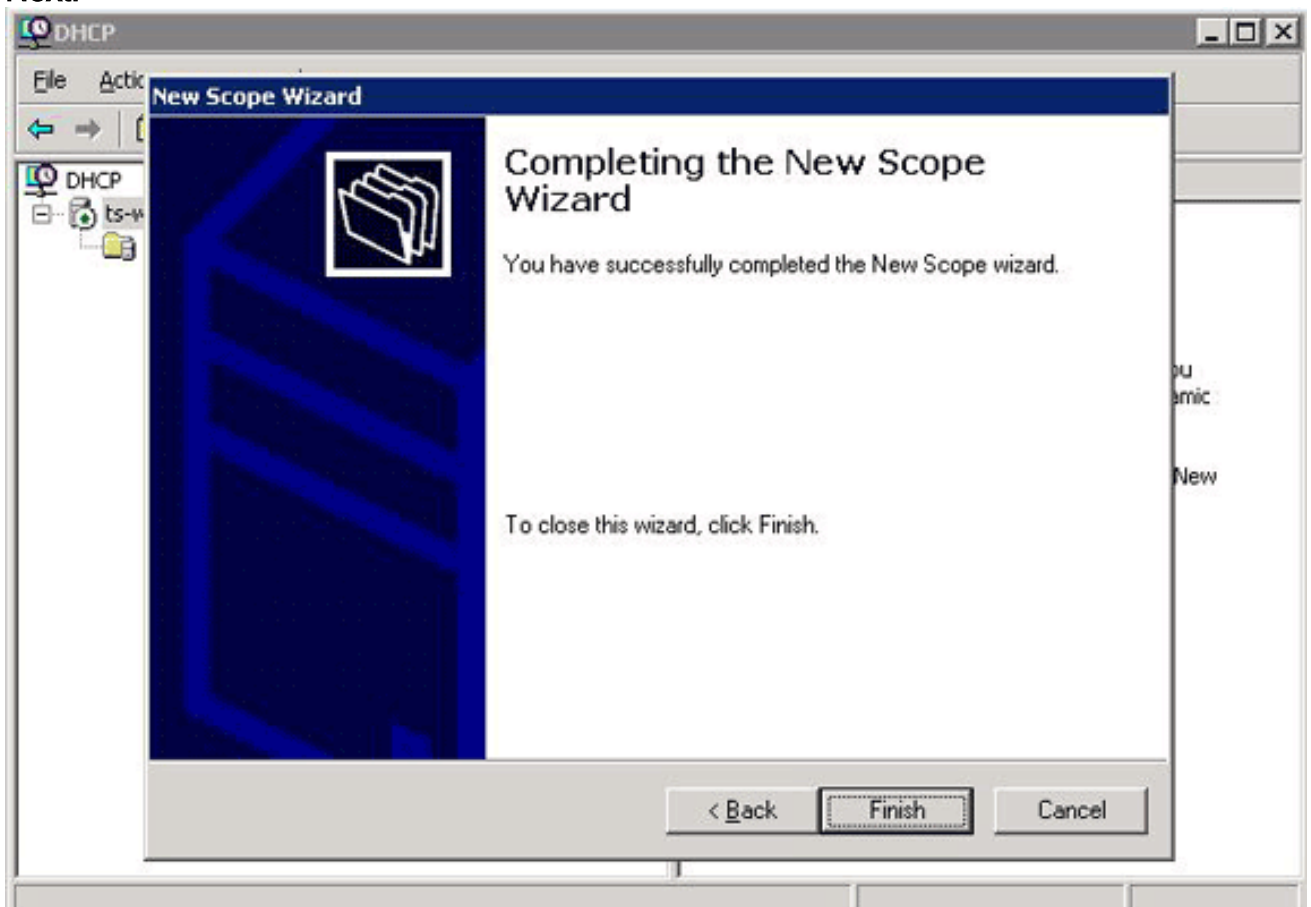 DHCP
File Actic
New Scope Wizard
DHCP
ts-w
Completing the New Scope
Wizard
You have successfully completed the New Scope wizard.
ou
amic
New
To close this wizard, click Finish.
< Back Finish Cancel